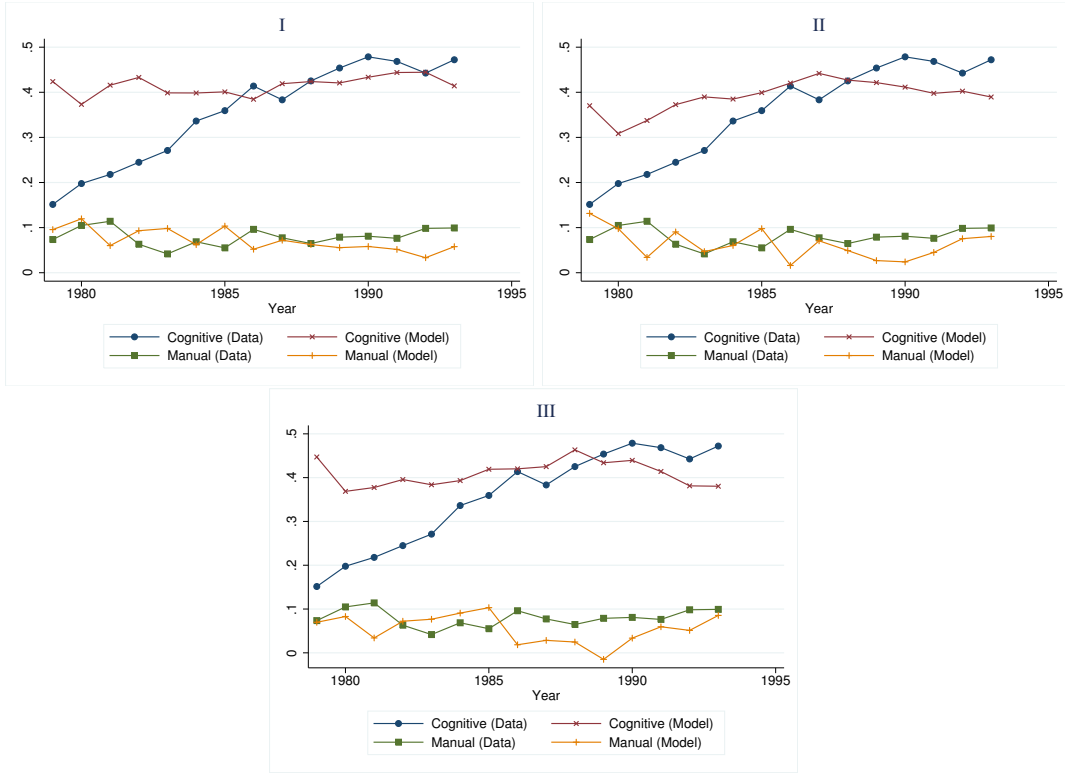 I
.5
.4
.3
.2
.1
0
1980 1985 1990 1995
Year
Cognitive (Data) Cognitive (Model)
Manual (Data) Manual (Model)
II
.5
.4
.3
.2
.1
0
1980 1985 1990 1995
Year
Cognitive (Data) Cognitive (Model)
Manual (Data) Manual (Model)
III
.5
.4
.3
.2
.1
0
1980 1985 1990 1995
Year
Cognitive (Data) Cognitive (Model)
Manual (Data) Manual (Model)